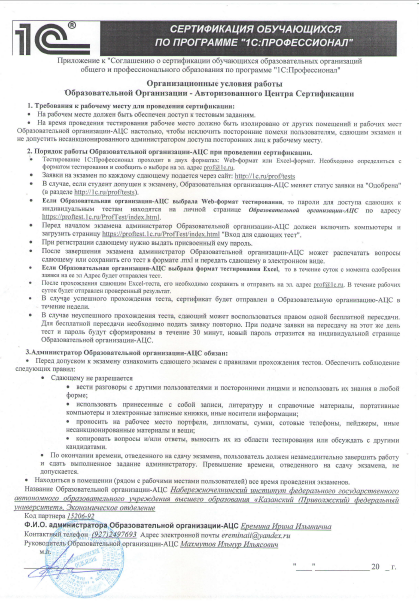 1С®
СЕРТИФИКАЦИЯ ОБУЧАЮЩИХСЯ
ПО ПРОГРАММЕ "1С:ПРОФЕССИОНАЛ"
Приложение к "Соглашению о сертификации обучающихся образовательных организаций
общего и профессионального образования по программе "1С:Профессионал"
Организационные условия работы
Образовательной Организации - Авторизованного Центра Сертификации
1. Требования к рабочему месту для проведения сертификации:
• На рабочем месте должен быть обеспечен доступ к тестовым заданиям.
• На время проведения тестирования рабочее место должно быть изолировано от других помещений и рабочих мест
Образовательной организации-АЦС настолько, чтобы исключить посторонние помехи пользователям, сдающим экзамен и
не допустить несанкционированный администратором доступа посторонних лиц к рабочему месту.
2. Порядок работы Образовательной организации-АЦС при проведении сертификации.
• Тестирование 1С:Профессионал проходит в двух форматах: Web-формат или Excel-формат. Необходимо определиться с
форматом тестирования и сообщить о выборе на эл. адрес prof@1c.ru.
• Заявки на экзамен по каждому сдающему подается через сайт: http://1c.ru/prof/tests
• В случае, если студент допущен к экзамену, Образовательная организация-АЦС меняет статус заявки на "Одобрена"
(в разделе http://1c.ru/prof/tests).
• Если Образовательная организация-АЦС выбрала Web-формат тестирования, то пароли для доступа сдающих к
индивидуальным тестам находятся на личной странице Образовательной организации-АЦС по адресу
https://proftest.1c.ru/ProfTest/index.html.
• Перед началом экзамена администратор Образовательной организации-АЦС должен включить компьютеры и
загрузить страницу https://proftest.1c.ru/ProfTest/index.html "Вход для сдающих тест".
• При регистрации сдающему нужно выдать присвоенный ему пароль.
• После завершения экзамена администратор Образовательной организации-АЦС может распечатать вопросы
сдающему или сохранить его тест в формате .mxl и передать сдающему в электронном виде.
• Если Образовательная организация-АЦС выбрала формат тестирования Excel, то в течение суток с момента одобрения
заявки на ее эл Адрес будет отправлен тест.
• После прохождения сдающими Excel-теста, его необходимо сохранить и отправить на эл. адрес prof@1c.ru. В течение рабочих
суток будет отправлен проверенный результат.
• В случае успешного прохождения теста, сертификат будет отправлен в Образовательную организацию-АЦС в
течение недели.
• В случае неуспешного прохождения теста, сдающий может воспользоваться правом одной бесплатной пересдачи.
Для бесплатной пересдачи необходимо подать заявку повторно. При подаче заявки на пересдачу на этот же день
тест и пароль будут сформированы в течение 30 минут, новый пароль отразится на индивидуальной странице
Образовательной организации-АЦС.
3.Администратор Образовательной организации-АЦС обязан:
• Перед допуском к экзамену ознакомить сдающего экзамен с правилами прохождения тестов. Обеспечить соблюдение
следующих правил:
• Сдающему не разрешается
• вести разговоры с другими пользователями и посторонними лицами и использовать их знания в любой
форме;
• использовать принесенные с собой записи, литературу и справочные материалы, портативные
компьютеры и электронные записные книжки, иные носители информации;
• проносить на рабочее место портфели, дипломаты, сумки, сотовые телефоны, пейджеры, иные
несанкционированные материалы и вещи;
• копировать вопросы и/или ответы, выносить их из области тестирования или обсуждать с другими
кандидатами.
• По окончании времени, отведенного на сдачу экзамена, пользователь должен незамедлительно завершить работу
и сдать выполненное задание администратору. Превышение времени, отведенного на сдачу экзамена, не
допускается.
• Находиться в помещении (рядом с рабочими местами пользователей) все время проведения экзамена.
Название Образовательной организации-АЦС Набережночелнинский институт федерального государственного
автономного образовательного учреждения высшего образования «Казанский (Приволжский) федеральный
университет». Экономическое отделение
Код партнера 15206-92
Ф.И.О. администратора Образовательной организации-АЦС Еремина Ирина Ильинична
Контактный телефон (927)2497693 Адрес электронной почты ereminaii@yandex.ru
Руководитель Образовательной организации-АЦС Махмутов Ильнур Ильясович
м.п.
"___"________ 20 _ г.